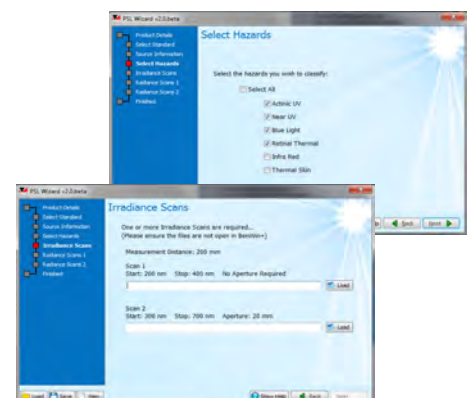 PSL Wizard v2.0beta
Product Details
Select Standard
Source Information
Select Hazards
Irradiance Scans
Radiance Scans 1
Radiance Scans 2
Finished
Select Hazards
Select the hazards you wish to classify:
Select All
Actinic UV
Near UV
Blue Light
Retinal Thermal
Infra Red
Thermal Skin
Back
Next
PSL Wizard v2.0beta
Product Details
Select Standard
Source Information
Select Hazards
Irradiance Scans
Radiance Scans 1
Radiance Scans 2
Finished
Irradiance Scans
One or more Irradiance Scans are required...
(Please ensure the files are not open in BenWin+)
Measurement Distance: 200 mm
Scan 1
Start: 200 nm Stop: 400 nm No Aperture Required
Load
Scan 2
Start: 300 nm Stop: 700 nm Aperture: 20 mm
Load
Load
Save
New
Show Help
Back
Next